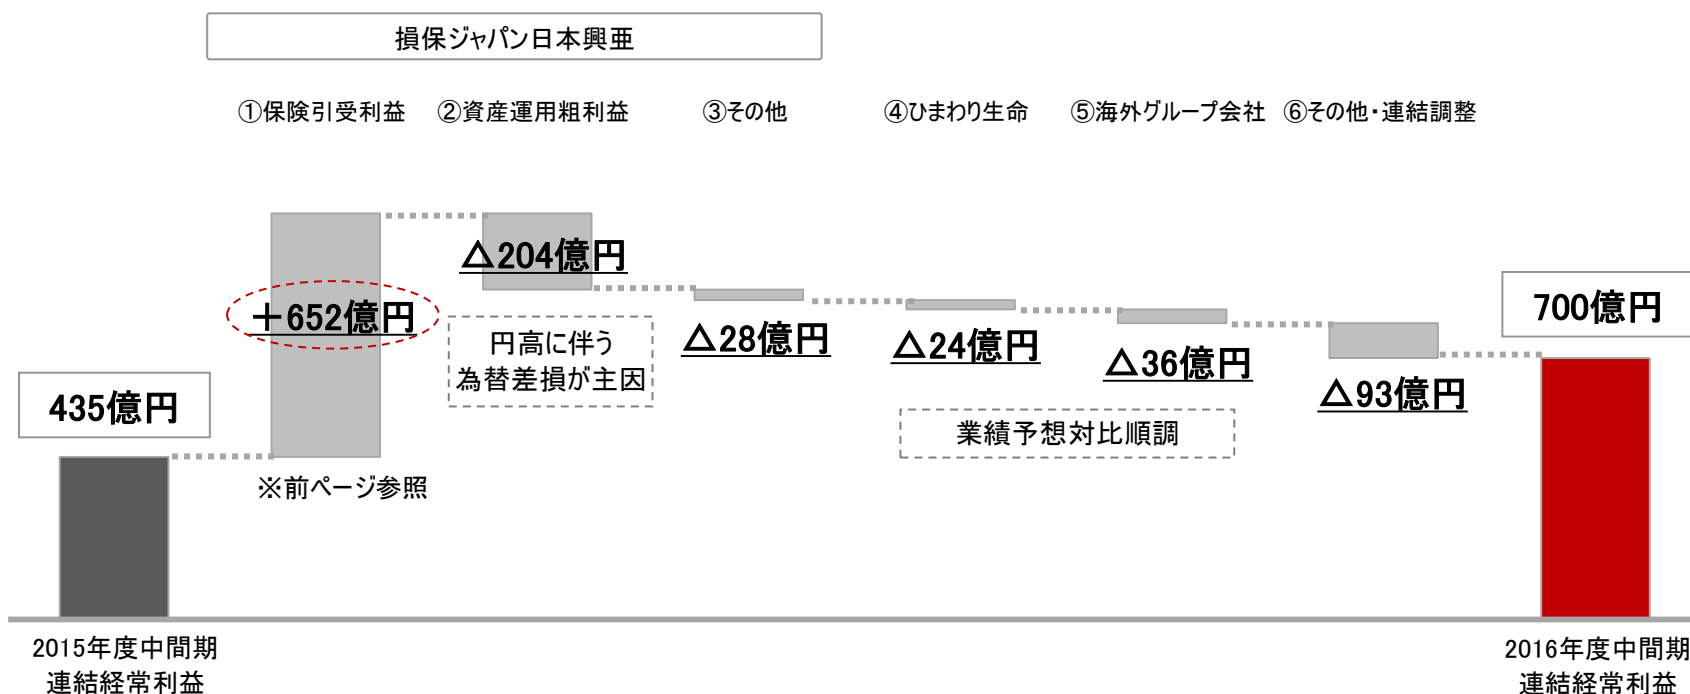 損保ジャパン日本興亜
①保険引受利益
②資産運用粗利益
③その他
④ひまわり生命
⑤海外グループ会社
⑥その他・連結調整
△204億円
＋652億円
円高に伴う
為替差損が主因
△28億円
△24億円
△36億円
△93億円
700億円
435億円
業績予想対比順調
※前ページ参照
2015年度中間期
連結経常利益
2016年度中間期
連結経常利益